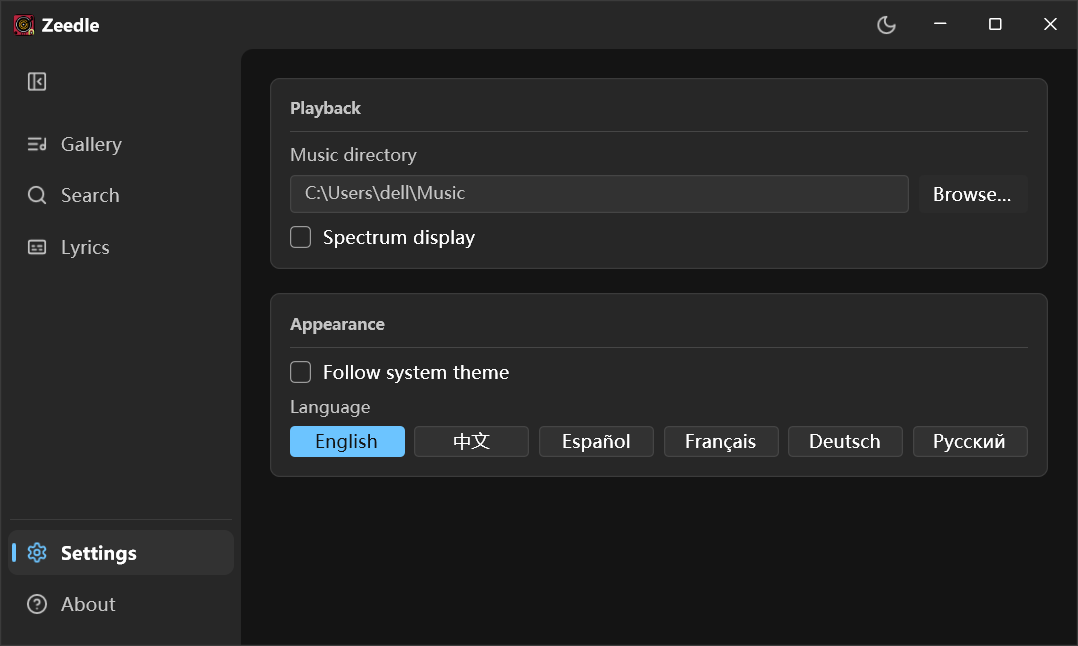 Zeedle
Gallery
Search
Lyrics
Settings
About
Playback
Music directory
C:\Users\dell\Music
Browse...
Spectrum display
Appearance
Follow system theme
Language
English
中文
Español
Français
Deutsch
Русский